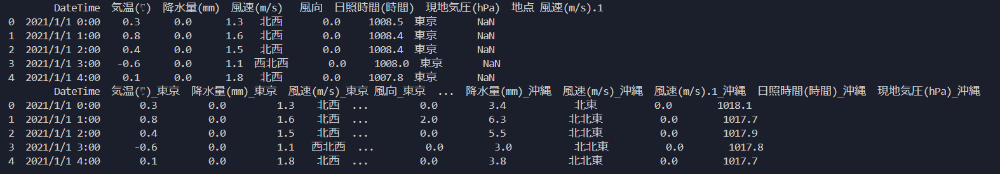 DateTime 気温(℃) 降水量(mm) 風速(m/s) 風向 日照時間(時間) 現地気圧(hPa) 地点 風速(m/s).1
0 2021/1/1 0:00 0.3 0.0 1.3 北西 0.0 1008.5 東京 NaN
1 2021/1/1 1:00 0.8 0.0 1.6 北西 0.0 1008.4 東京 NaN
2 2021/1/1 2:00 0.4 0.0 1.5 北西 0.0 1008.4 東京 NaN
3 2021/1/1 3:00 -0.6 0.0 1.1 西北西 0.0 1008.0 東京 NaN
4 2021/1/1 4:00 0.1 0.0 1.8 北西 0.0 1007.8 東京 NaN
DateTime 気温(℃)_東京 降水量(mm)_東京 風速(m/s)_東京 風向_東京 ... 降水量(mm)_沖縄 風速(m/s)_沖縄 風速(m/s).1_沖縄 日照時間(時間)_沖縄 現地気圧(hPa)_沖縄
0 2021/1/1 0:00 0.3 0.0 1.3 北西 ... 0.0 3.4 北東 0.0 1018.1
1 2021/1/1 1:00 0.8 0.0 1.6 北西 ... 2.0 6.3 北北東 0.0 1017.7
2 2021/1/1 2:00 0.4 0.0 1.5 北西 ... 0.0 5.5 北北東 0.0 1017.9
3 2021/1/1 3:00 -0.6 0.0 1.1 西北西 ... 0.0 3.0 北北東 0.0 1017.8
4 2021/1/1 4:00 0.1 0.0 1.8 北西 ... 0.0 3.8 北北東 0.0 1017.7